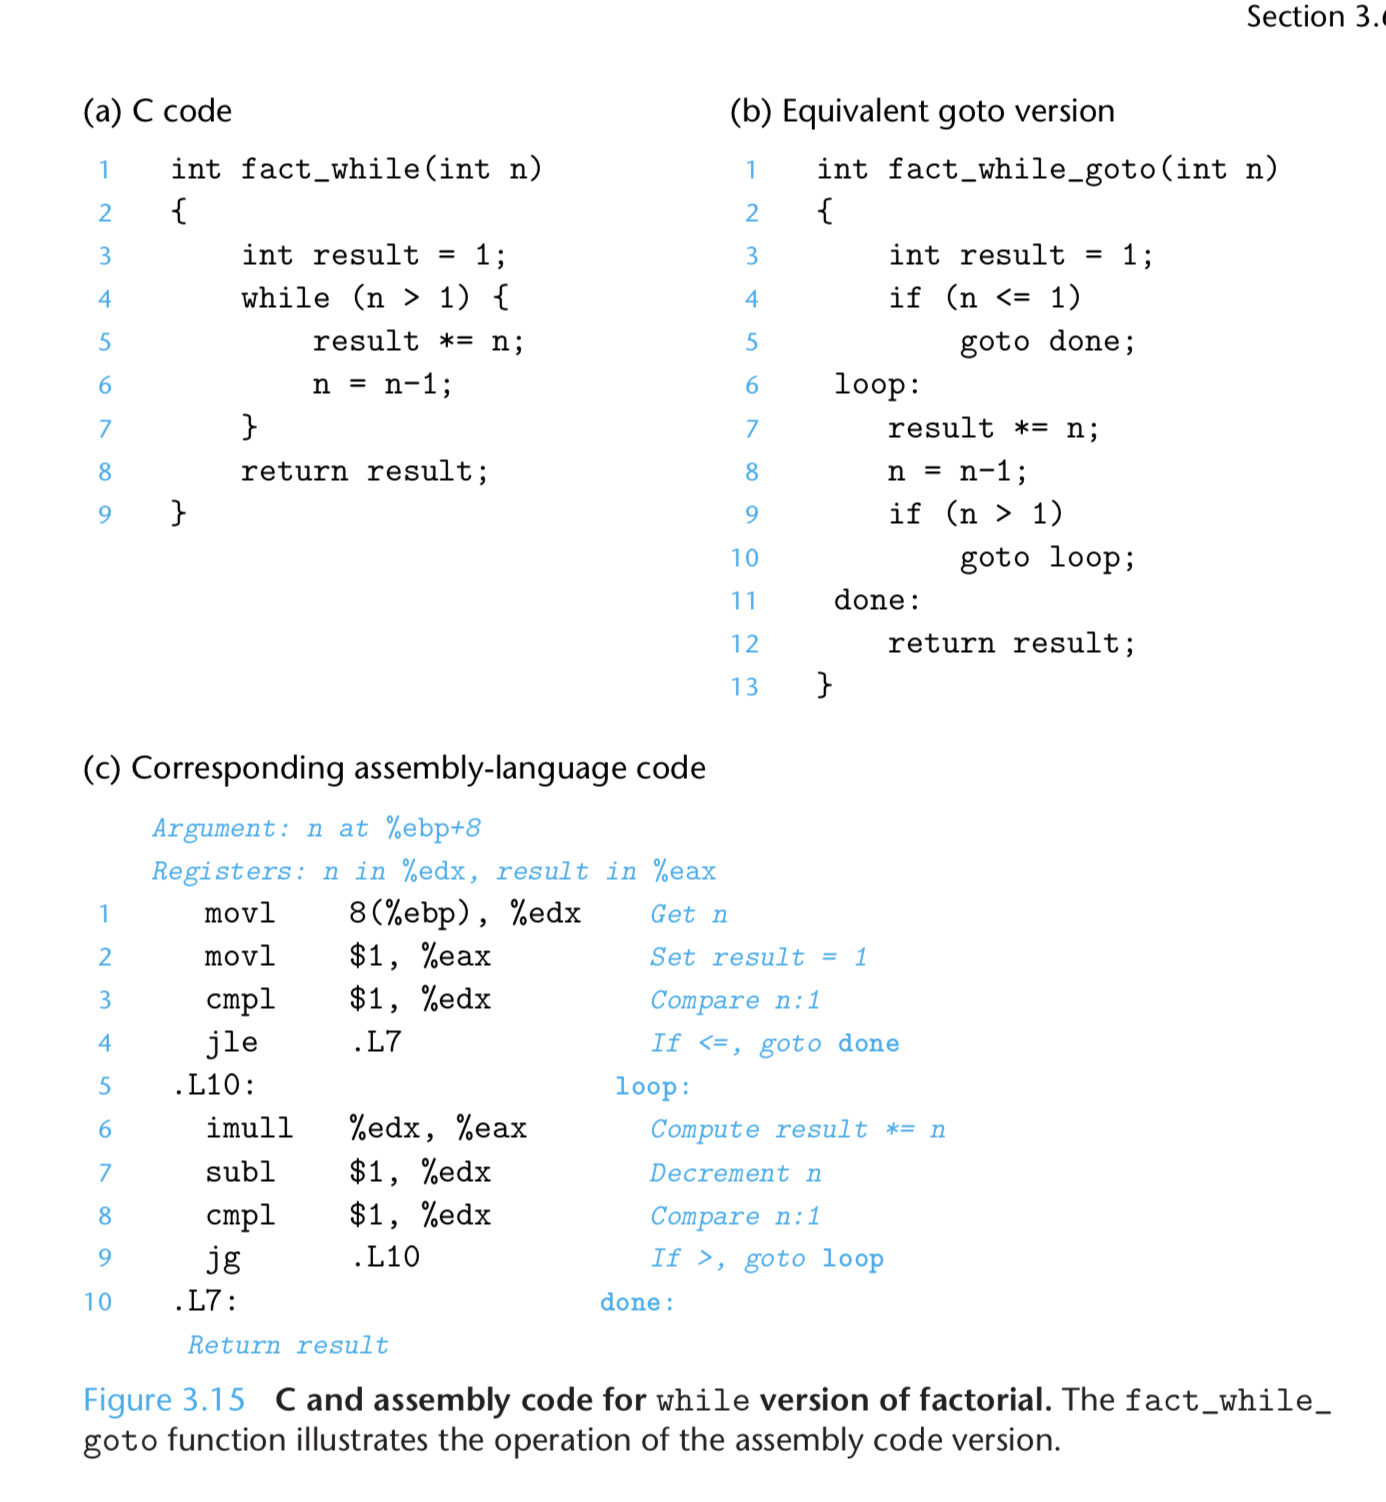 Section 3.
(a) C code
1 int fact_while(int n)
2 {
3 int result = 1;
4 while (n > 1) {
5 result *= n;
6 n = n-1;
7 }
8 return result;
9 }
(b) Equivalent goto version
1 int fact_while_goto(int n)
2 {
3 int result = 1;
4 if (n <= 1)
5 goto done;
6 loop:
7 result *= n;
8 n = n-1;
9 if (n > 1)
10 goto loop;
11 done:
12 return result;
13 }
(c) Corresponding assembly-language code
Argument: n at %ebp+8
Registers: n in %edx, result in %eax
1 movl 8(%ebp), %edx Get n
2 movl $1, %eax Set result = 1
3 cmpl $1, %edx Compare n:1
4 jle .L7 If <=, goto done
5 .L10: loop:
6 imull %edx, %eax Compute result *= n
7 subl $1, %edx Decrement n
8 cmpl $1, %edx Compare n:1
9 jg .L10 If >, goto loop
10 .L7: done:
Return result
Figure 3.15 C and assembly code for while version of factorial. The fact_while_
goto function illustrates the operation of the assembly code version.